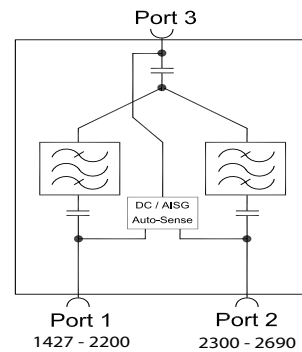 Port 3
DC / AISG
Auto-Sense
Port 1
Port 2
1427 - 2200
2300 - 2690